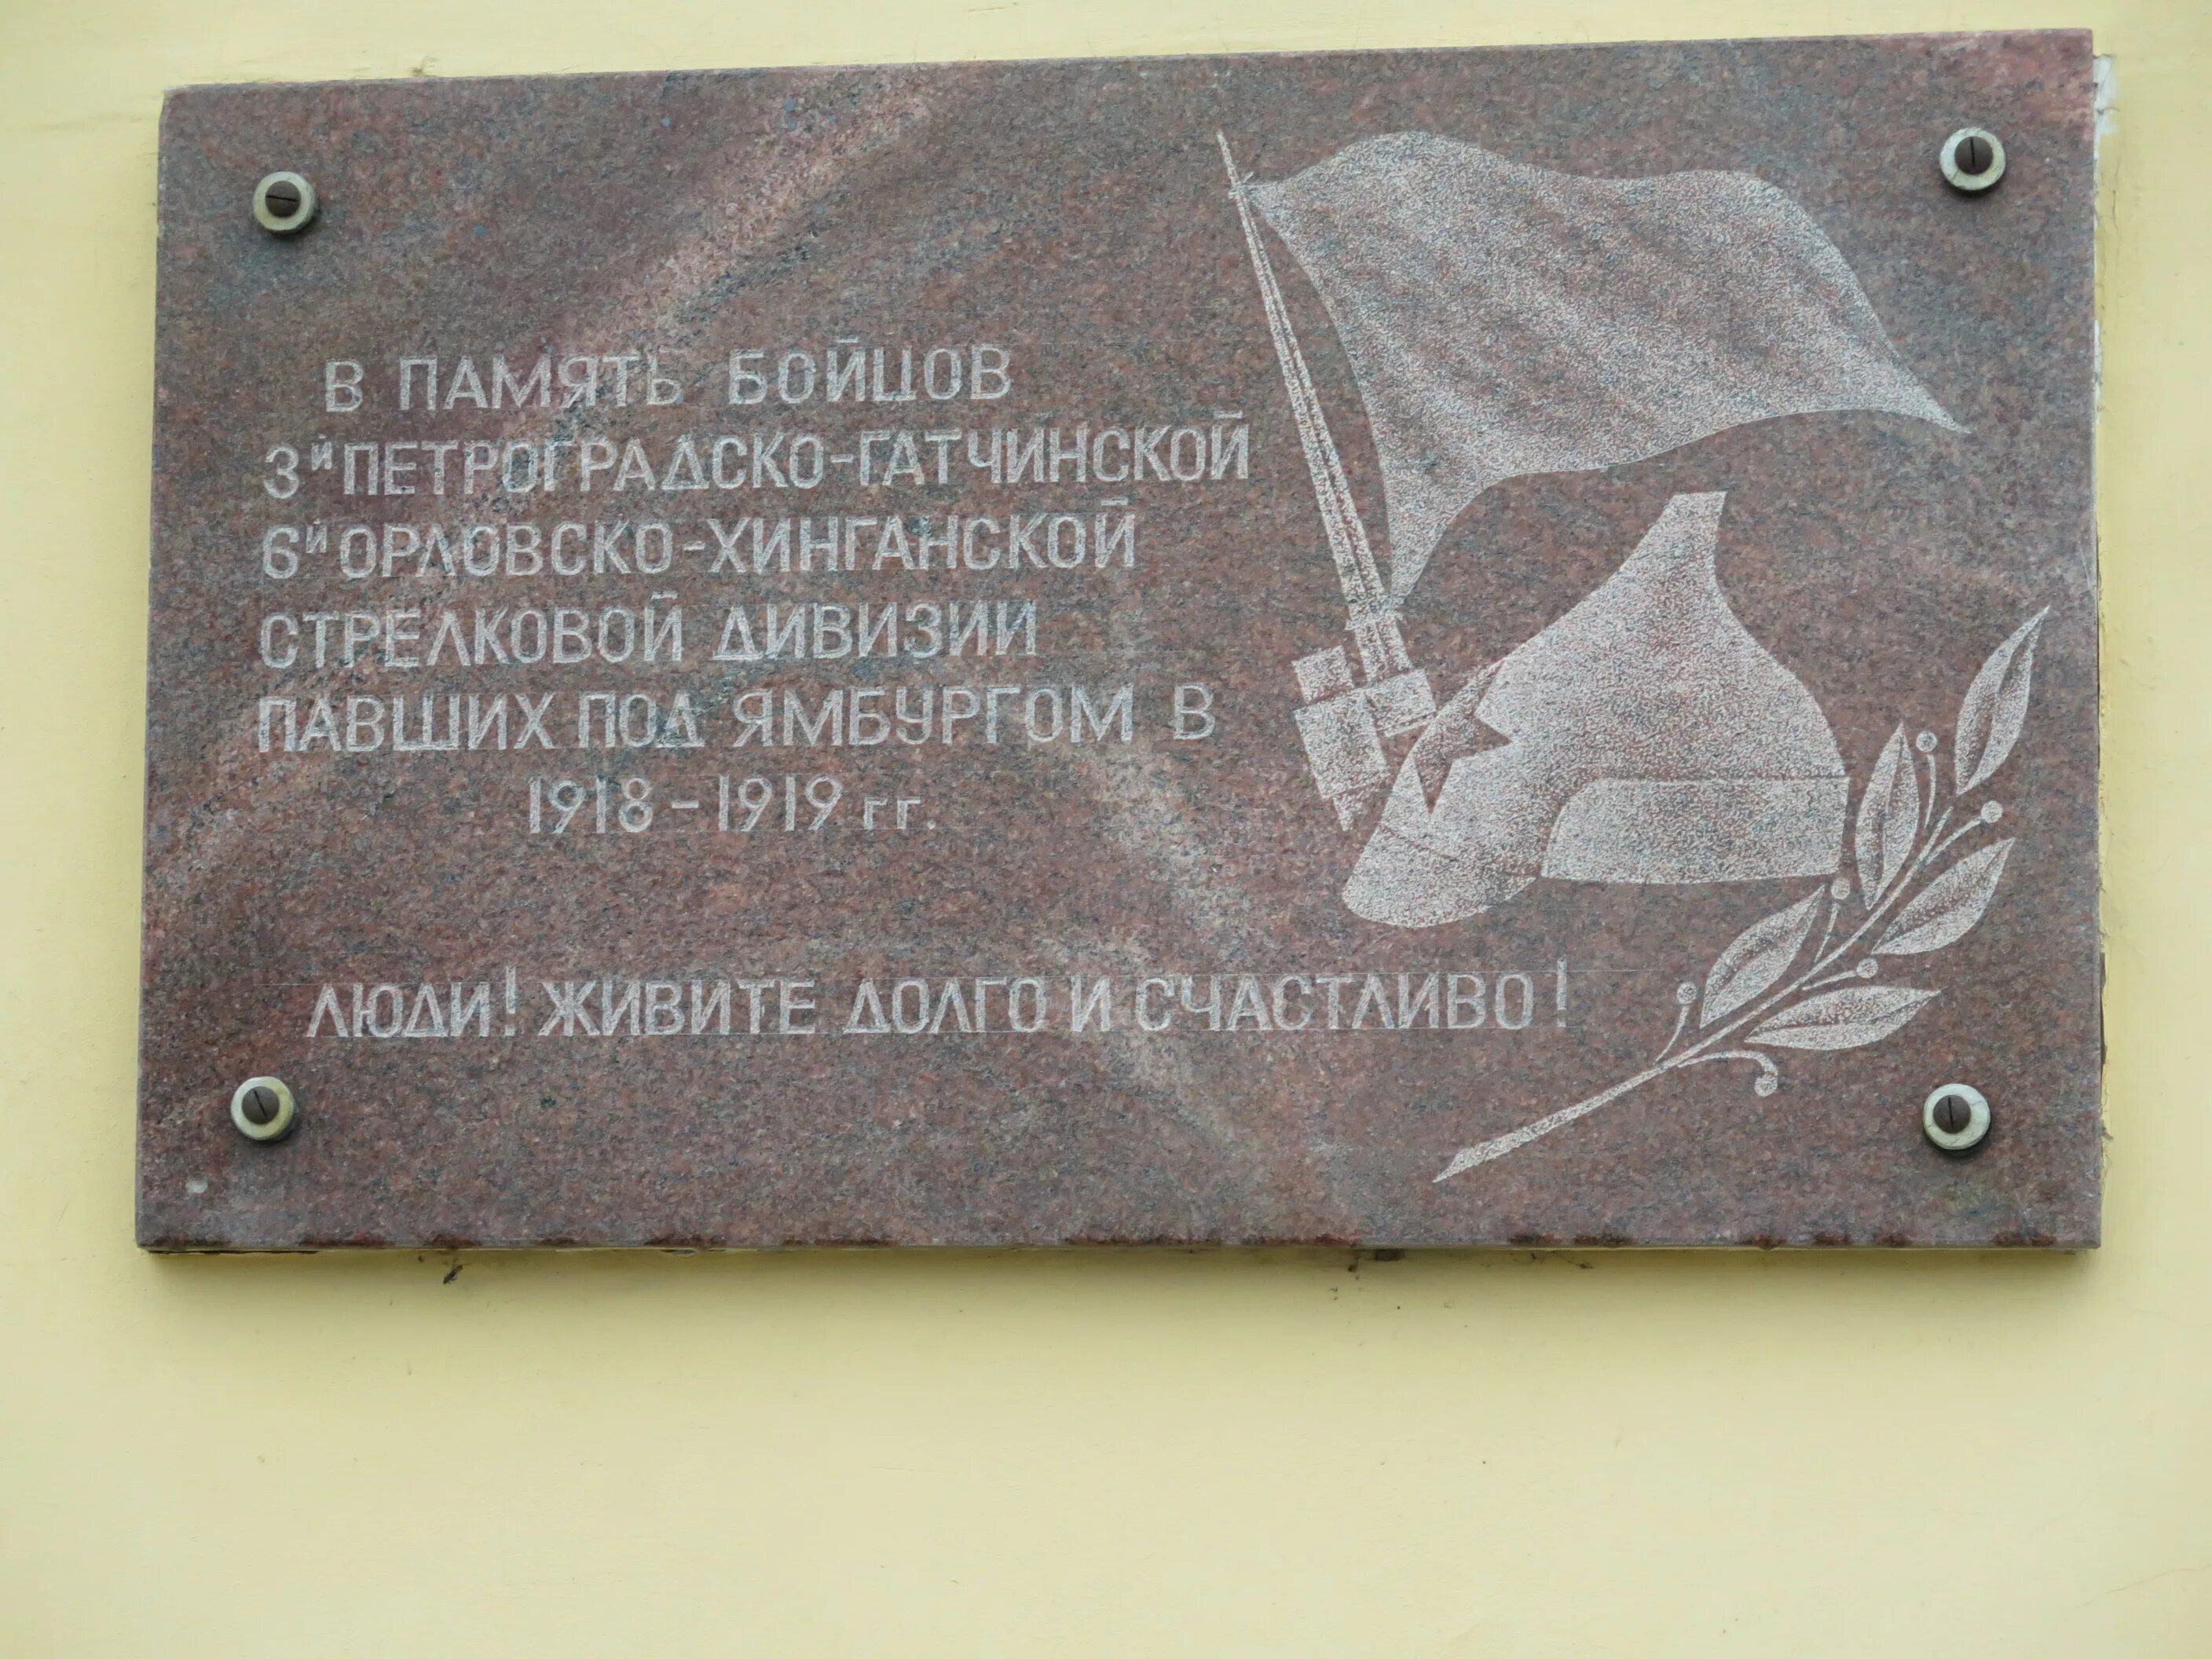 В ПАМЯТЬ БОЙЦОВ
3й ПЕТРОГРАДСКО-ГАТЧИНСКОЙ
6й ОРЛОВСКО-ХИНГАНСКОЙ
СТРЕЛКОВОЙ ДИВИЗИИ
ПАВШИХ ПОД ЯМБУРГОМ В
1918-1919 гг.
ЛЮДИ! ЖИВИТЕ ДОЛГО И СЧАСТЛИВО!